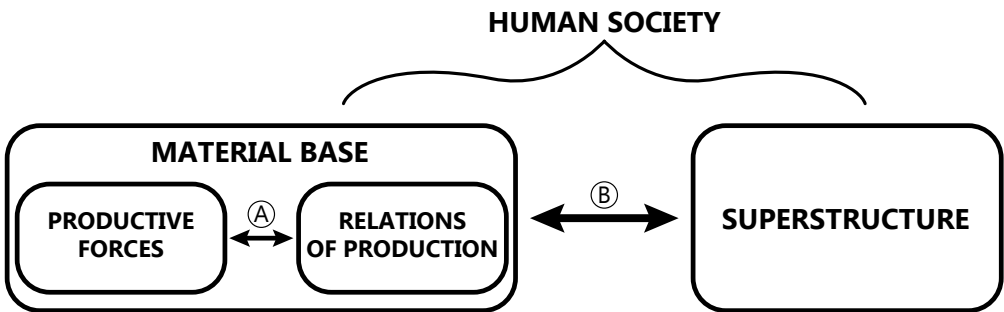 HUMAN SOCIETY
MATERIAL BASE
PRODUCTIVE
FORCES
Ⓐ
RELATIONS
OF PRODUCTION
Ⓑ
SUPERSTRUCTURE